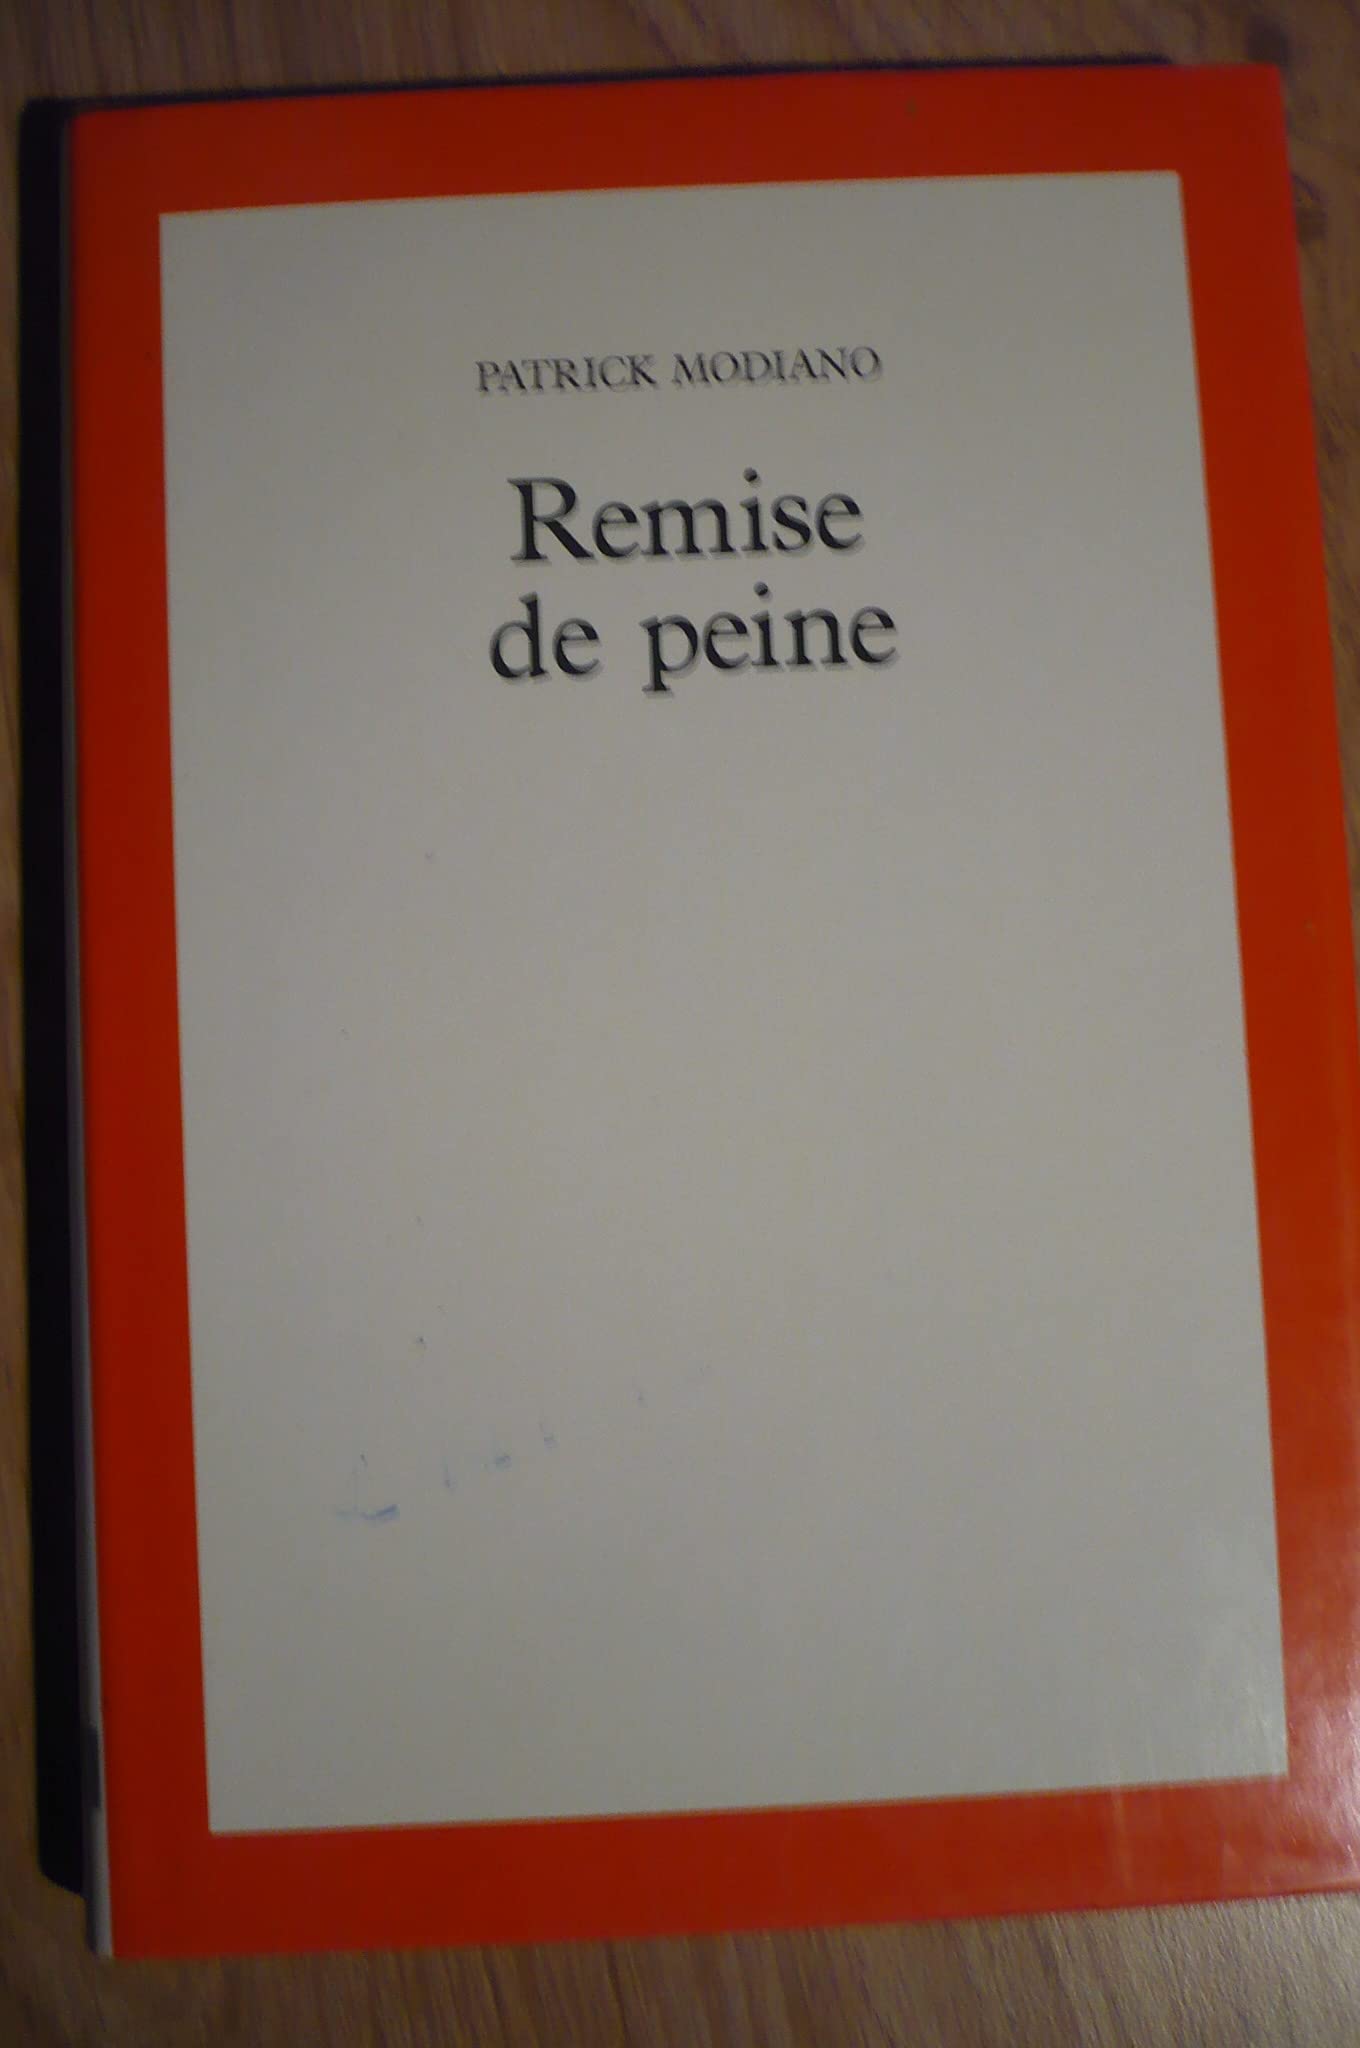 PATRICK MODIANO
Remise
de peine